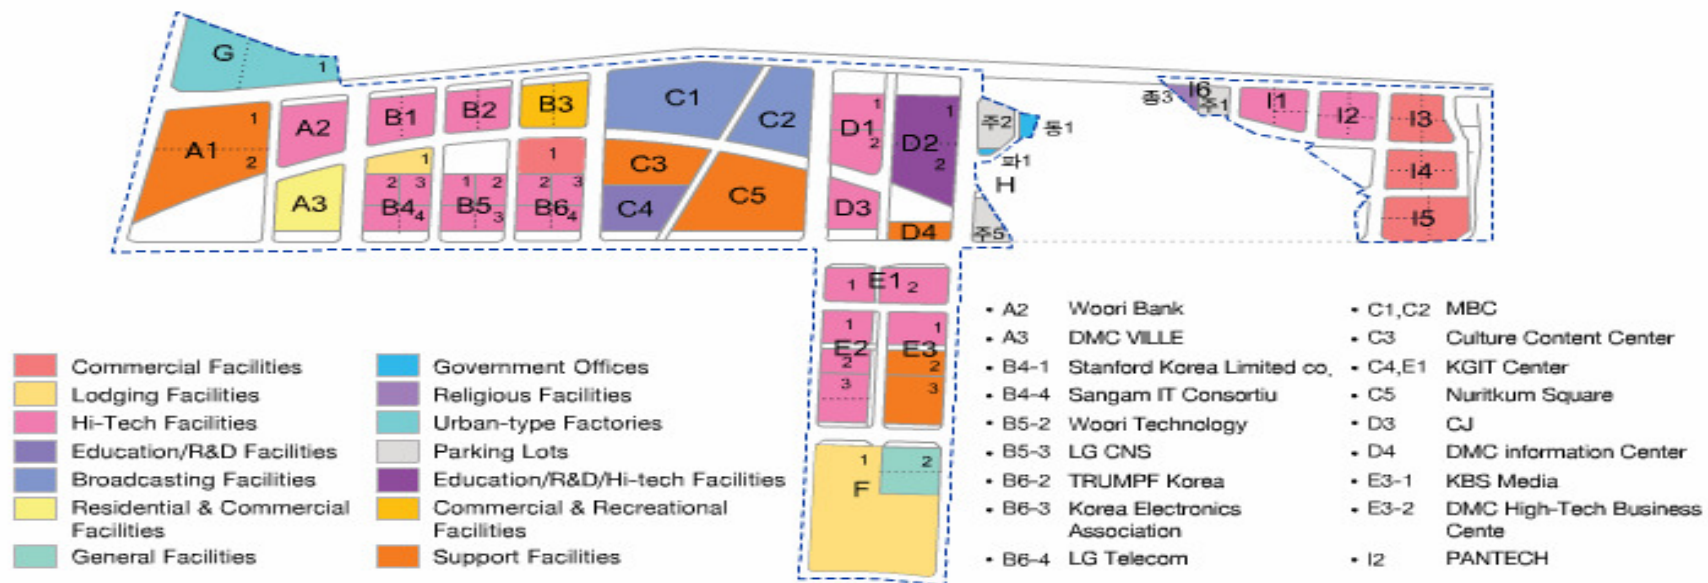 G
1
A1
1
2
A2
A3
B1
B2
B3
1
2 3
B4 4
1 2
B5 3
1
2 3
B6 4
C1
C2
C3
C4
C5
1
D1
2
D3
1
D2
2
D4
주2
동1
파1
H
주5
종3
I6
주1
I1
I2
I3
I4
I5
1 E1 2
1
E2
2
3
1
E3
2
3
1
2
F
Commercial Facilities
Lodging Facilities
Hi-Tech Facilities
Education/R&D Facilities
Broadcasting Facilities
Residential & Commercial
Facilities
General Facilities
Government Offices
Religious Facilities
Urban-type Factories
Parking Lots
Education/R&D/Hi-tech Facilities
Commercial & Recreational
Facilities
Support Facilities
• A2 Woori Bank
• A3 DMC VILLE
• B4-1 Stanford Korea Limited co,
• B4-4 Sangam IT Consortiu
• B5-2 Woori Technology
• B5-3 LG CNS
• B6-2 TRUMPF Korea
• B6-3 Korea Electronics
Association
• B6-4 LG Telecom
• C1,C2 MBC
• C3 Culture Content Center
• C4,E1 KGIT Center
• C5 Nuritkum Square
• D3 CJ
• D4 DMC information Center
• E3-1 KBS Media
• E3-2 DMC High-Tech Business
Cente
• I2 PANTECH